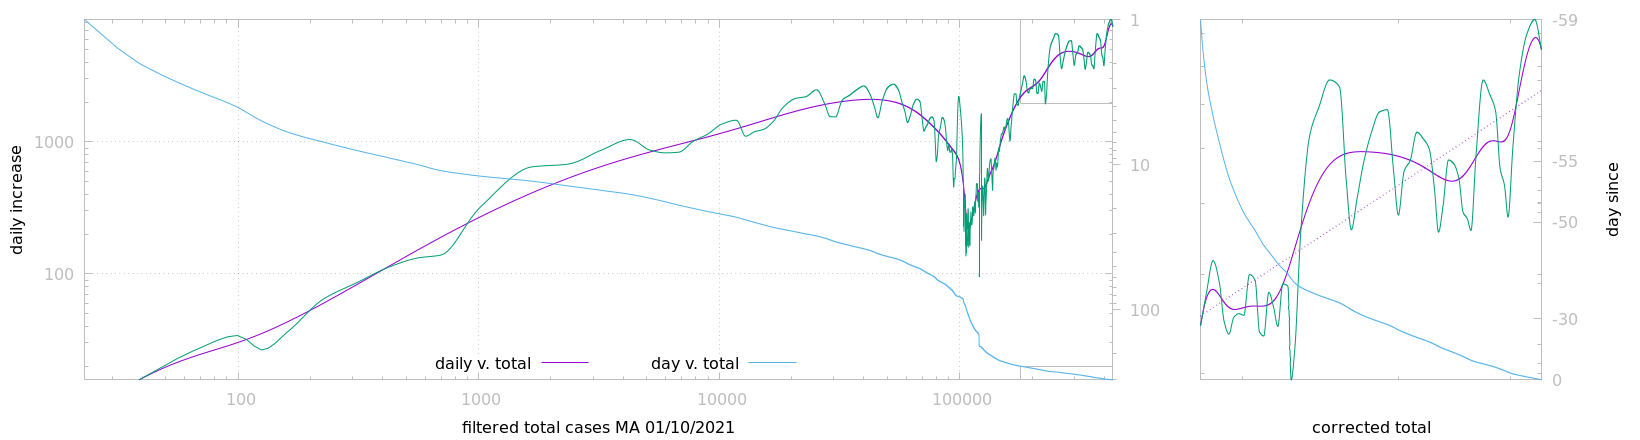 1
-59
1000
10
-55
-50
daily increase
day since
100
100
-30
daily v. total
day v. total
0
100
1000
10000
100000
filtered total cases MA 01/10/2021
corrected total